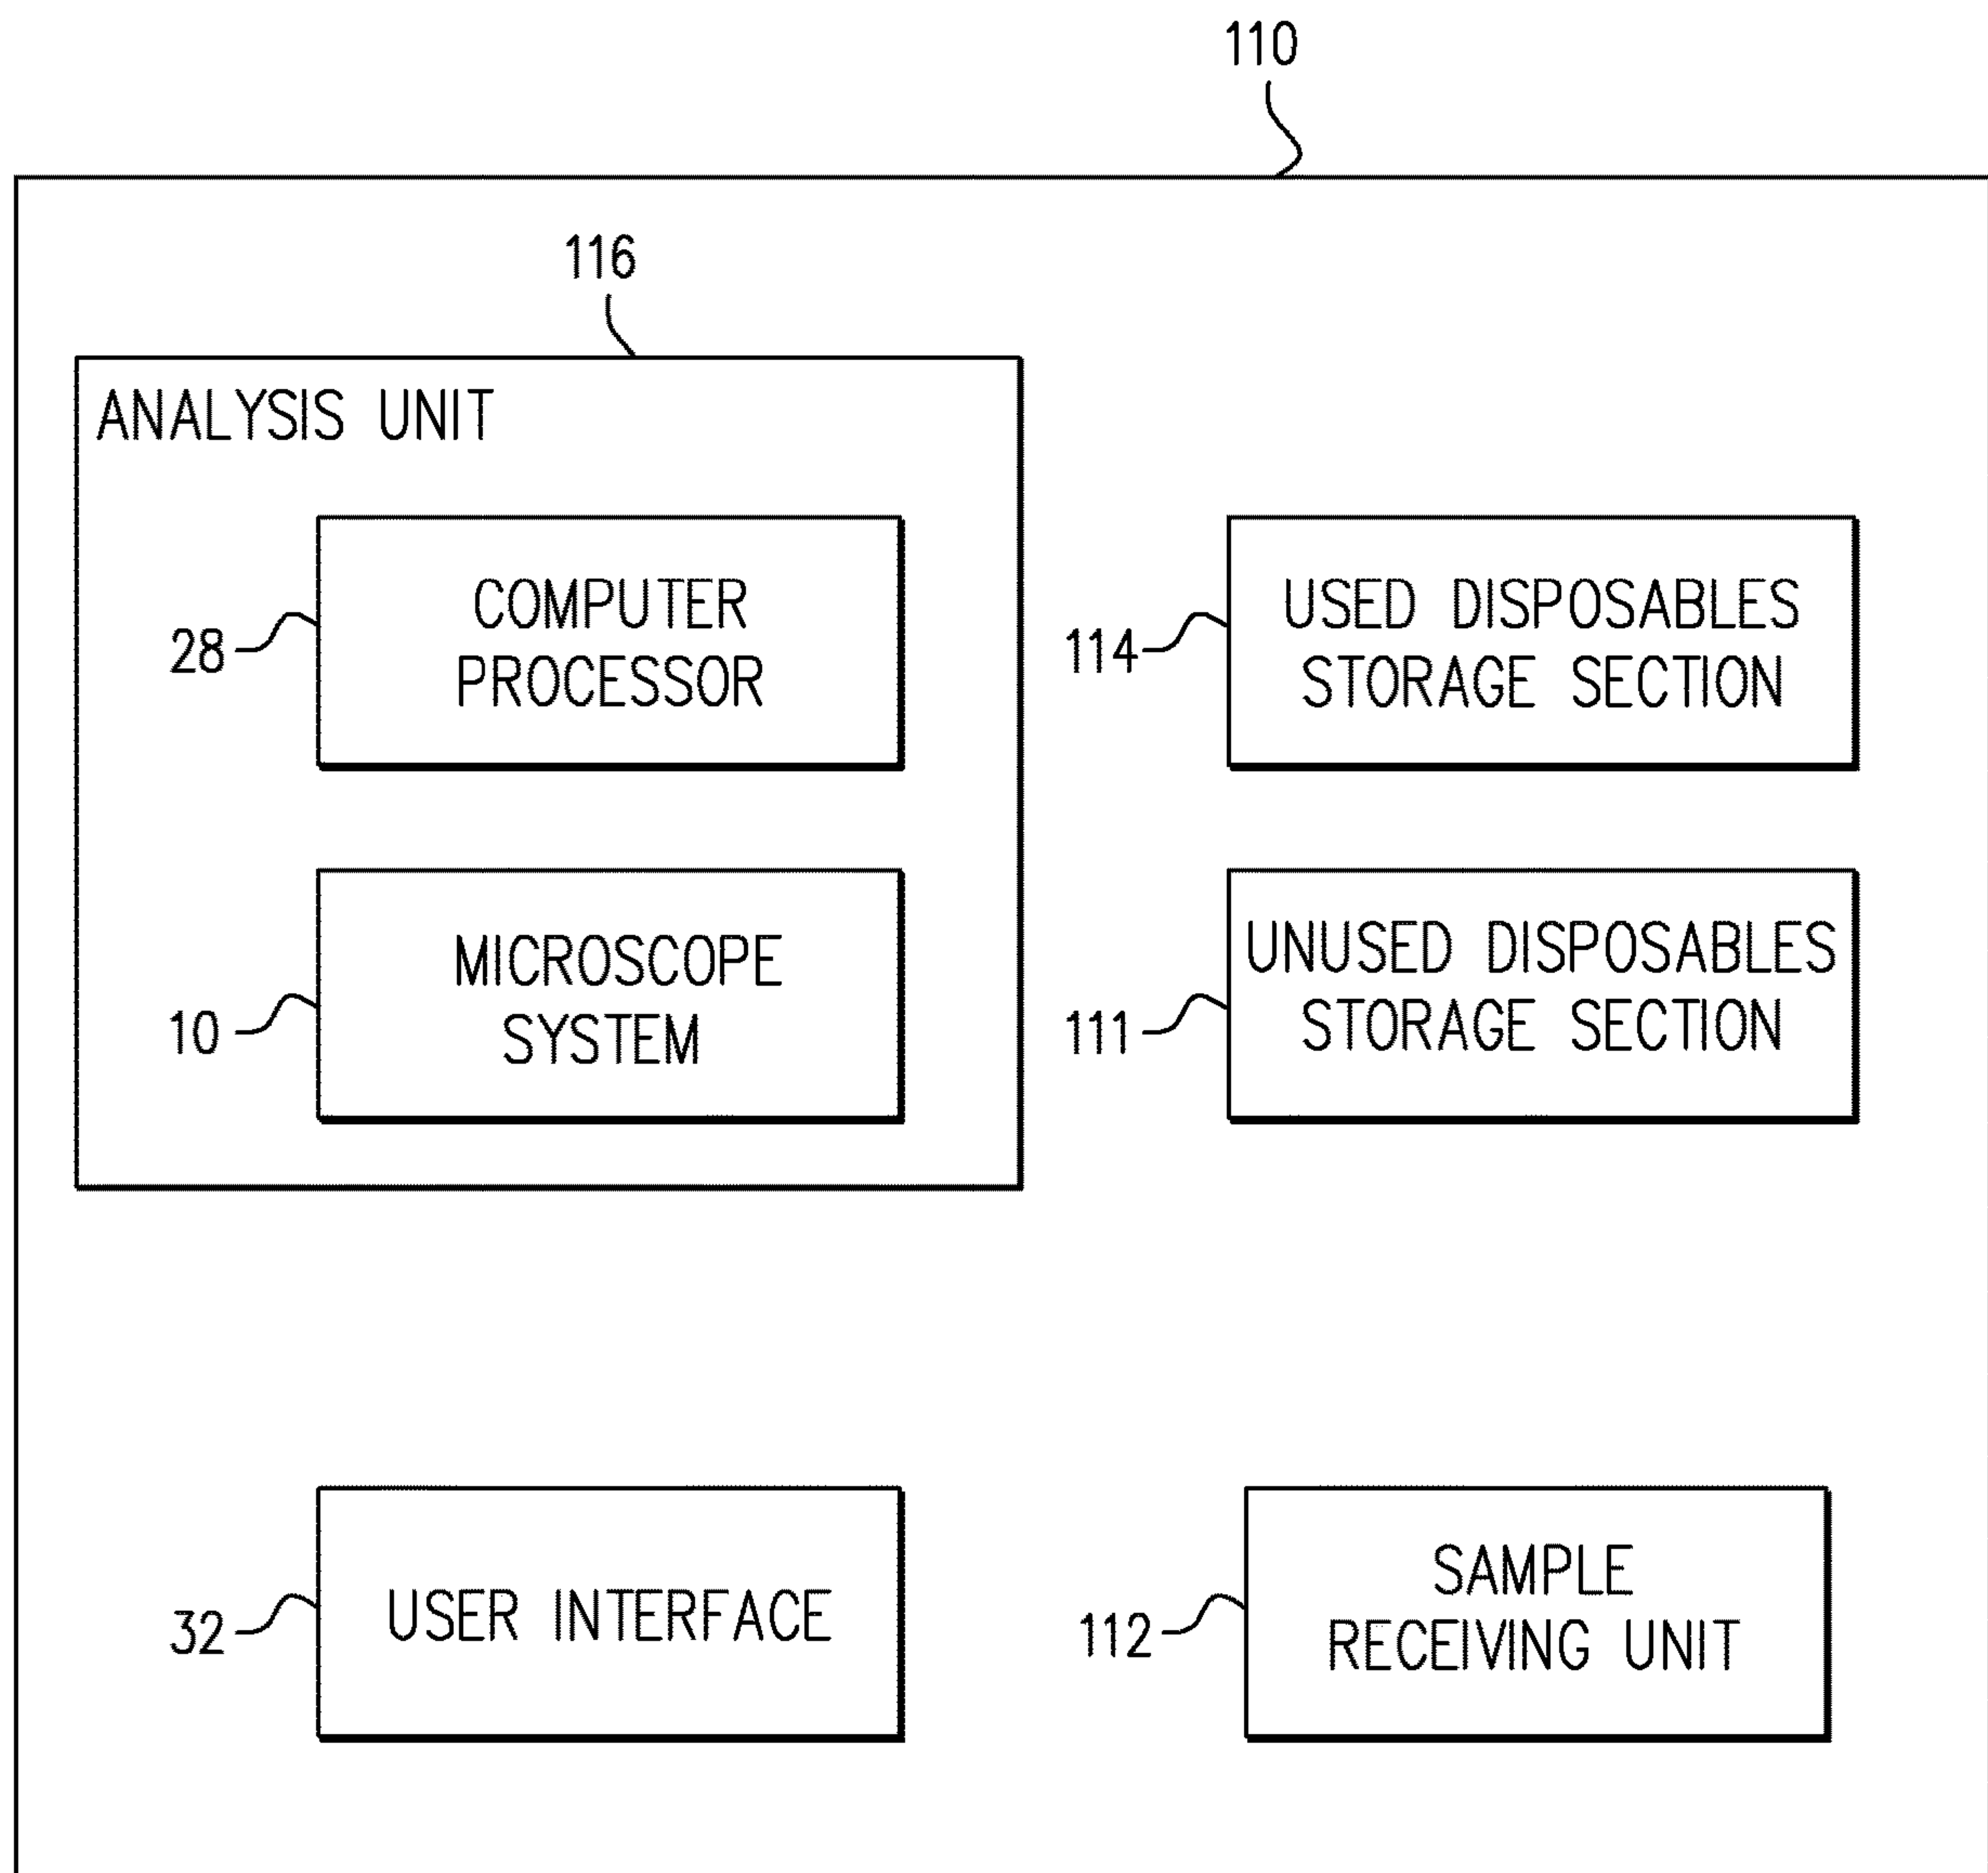 110
116
ANALYSIS UNIT
COMPUTER
PROCESSOR
28
MICROSCOPE
SYSTEM
10
USED DISPOSABLES
STORAGE SECTION
114
UNUSED DISPOSABLES
STORAGE SECTION
111
USER INTERFACE
32
SAMPLE
RECEIVING UNIT
112